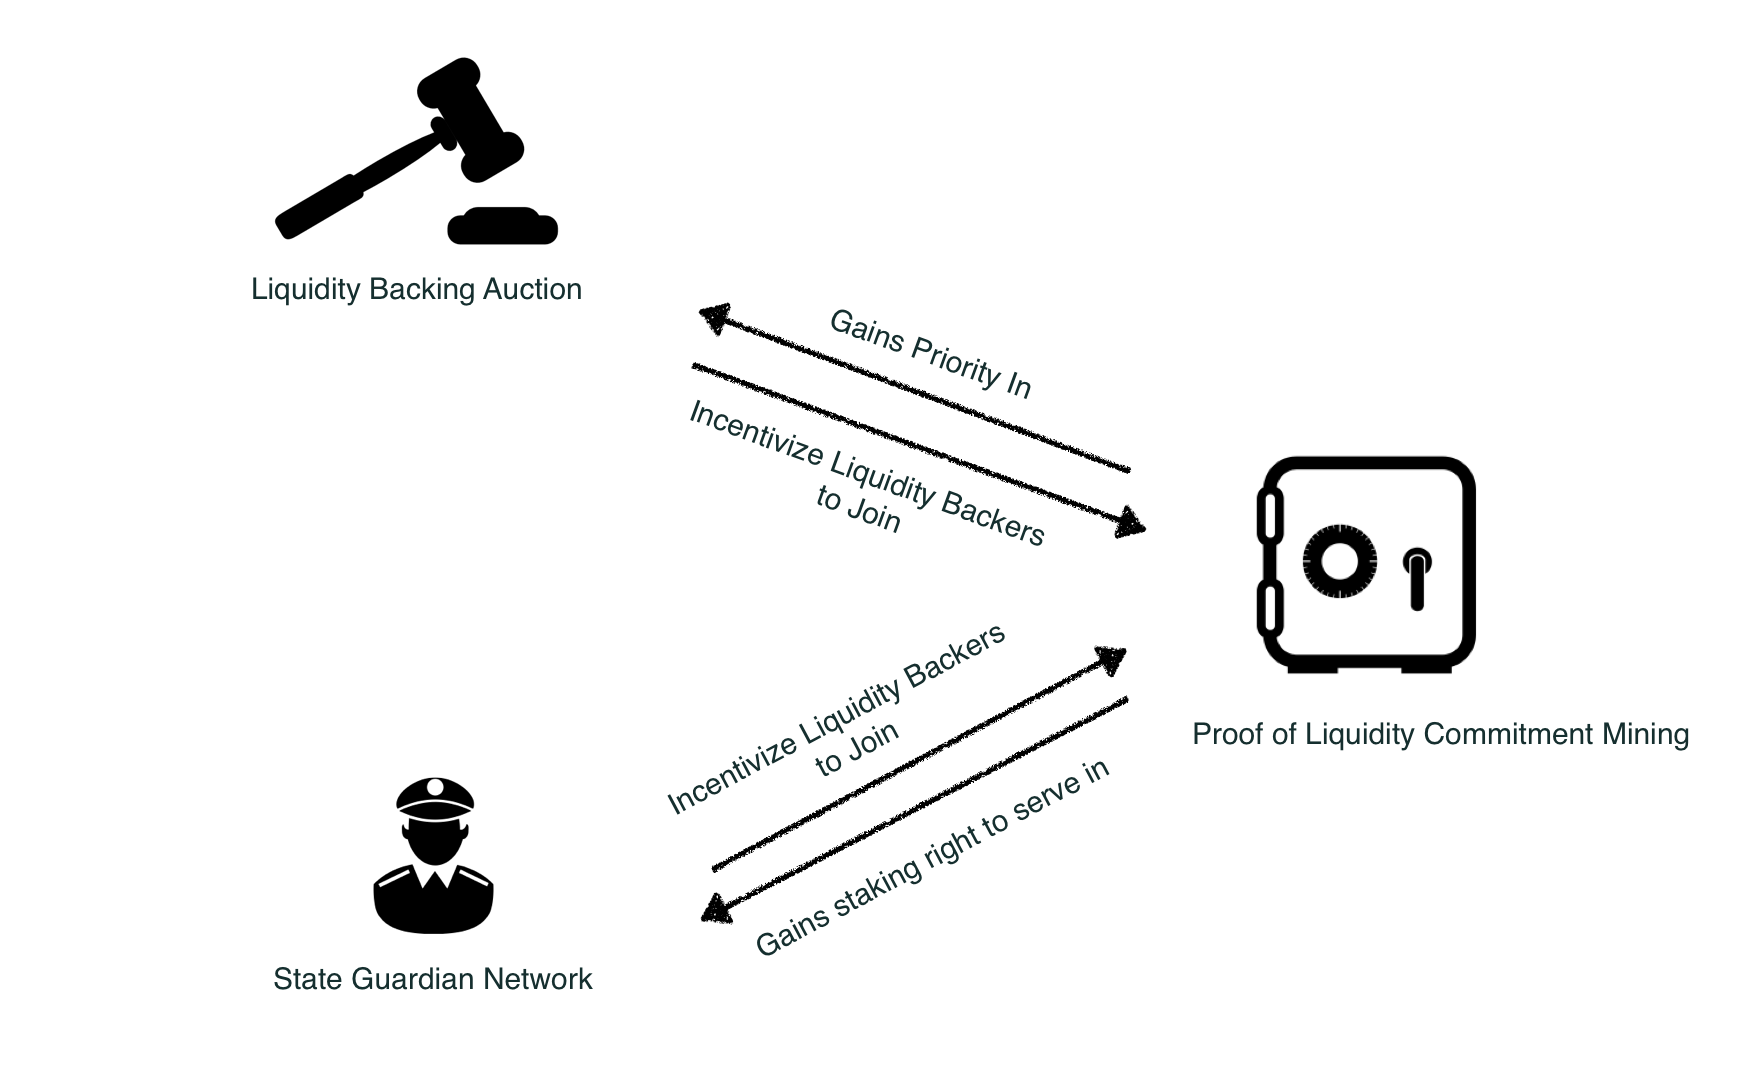 Liquidity Backing Auction
Gains Priority In
Incentivize Liquidity Backers
to Join
Proof of Liquidity Commitment Mining
Incentivize Liquidity Backers
to Join
Gains staking right to serve in
State Guardian Network